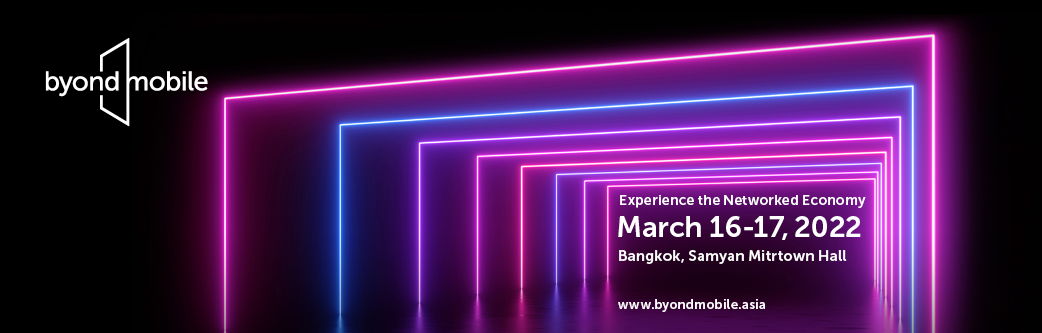 byond mobile
Experience the Networked Economy
March 16-17, 2022
Bangkok, Samyan Mitrtown Hall
www.byondmobile.asia